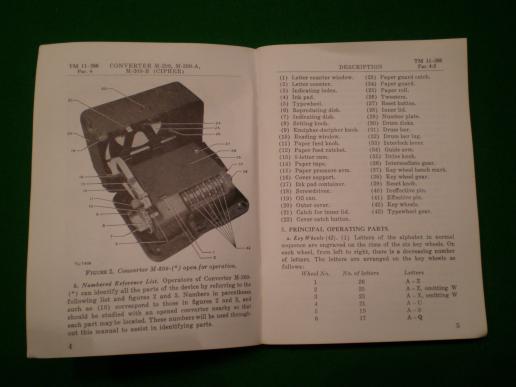 TM 11-380
Par. 4
CONVERTER M-209, M-209-A,
M-209-B (CIPHER)
FIGURE 2. Converter M-209-(*) open for operation.
b. Numbered Reference List. Operators of Converter M-209-
(*) can identify all the parts of the device by referring to the
following list and figures 2 and 3. Numbers in parentheses
such as (18) correspond to those in figures 2 and 3, and
should be studied with an opened converter nearby so that
each part may be located. These numbers will be used through-
out this manual to assist in identifying parts.
4
DESCRIPTION
TM 11-380
Par. 4-5
(1) Letter counter window.
(2) Letter counter.
(3) Indicating index.
(4) Ink pad.
(5) Typewheel.
(6) Reproducing disk.
(7) Indicating disk.
(8) Setting knob.
(9) Encipher-decipher knob.
(10) Reading window.
(11) Paper feed knob.
(12) Paper feed ratchet.
(13) 5-letter cam.
(14) Paper tape.
(15) Paper pressure arm.
(16) Cover support.
(17) Ink pad container.
(18) Screwdriver.
(19) Oil can.
(20) Outer cover.
(21) Catch for inner lid.
(22) Cover catch button.
(23) Paper guard catch.
(24) Paper guard.
(25) Paper roll.
(26) Tweezers.
(27) Reset button.
(28) Inner lid.
(29) Number plate.
(30) Drum disks.
(31) Drum bar.
(32) Drum bar lug.
(33) Interlock lever.
(34) Guide arm.
(35) Drive knob.
(36) Intermediate gear.
(37) Key wheel bench mark.
(38) Key wheel gear.
(39) Reset knob.
(40) Ineffective pin.
(41) Effective pin.
(42) Key wheels.
(43) Typewheel gear.
5. PRINCIPAL OPERATING PARTS.
a. Key Wheels (42). (1) Letters of the alphabet in normal
sequence are engraved on the rims of the six key wheels. On
each wheel, from left to right, there is a decreasing number
of letters. The letters are arranged on the key wheels as
follows:
Wheel No. No. of letters Letters
1 26 A - Z
2 25 A - Z, omitting W
3 23 A - X, omitting W
4 21 A - U
5 19 A - S
6 17 A - Q
5